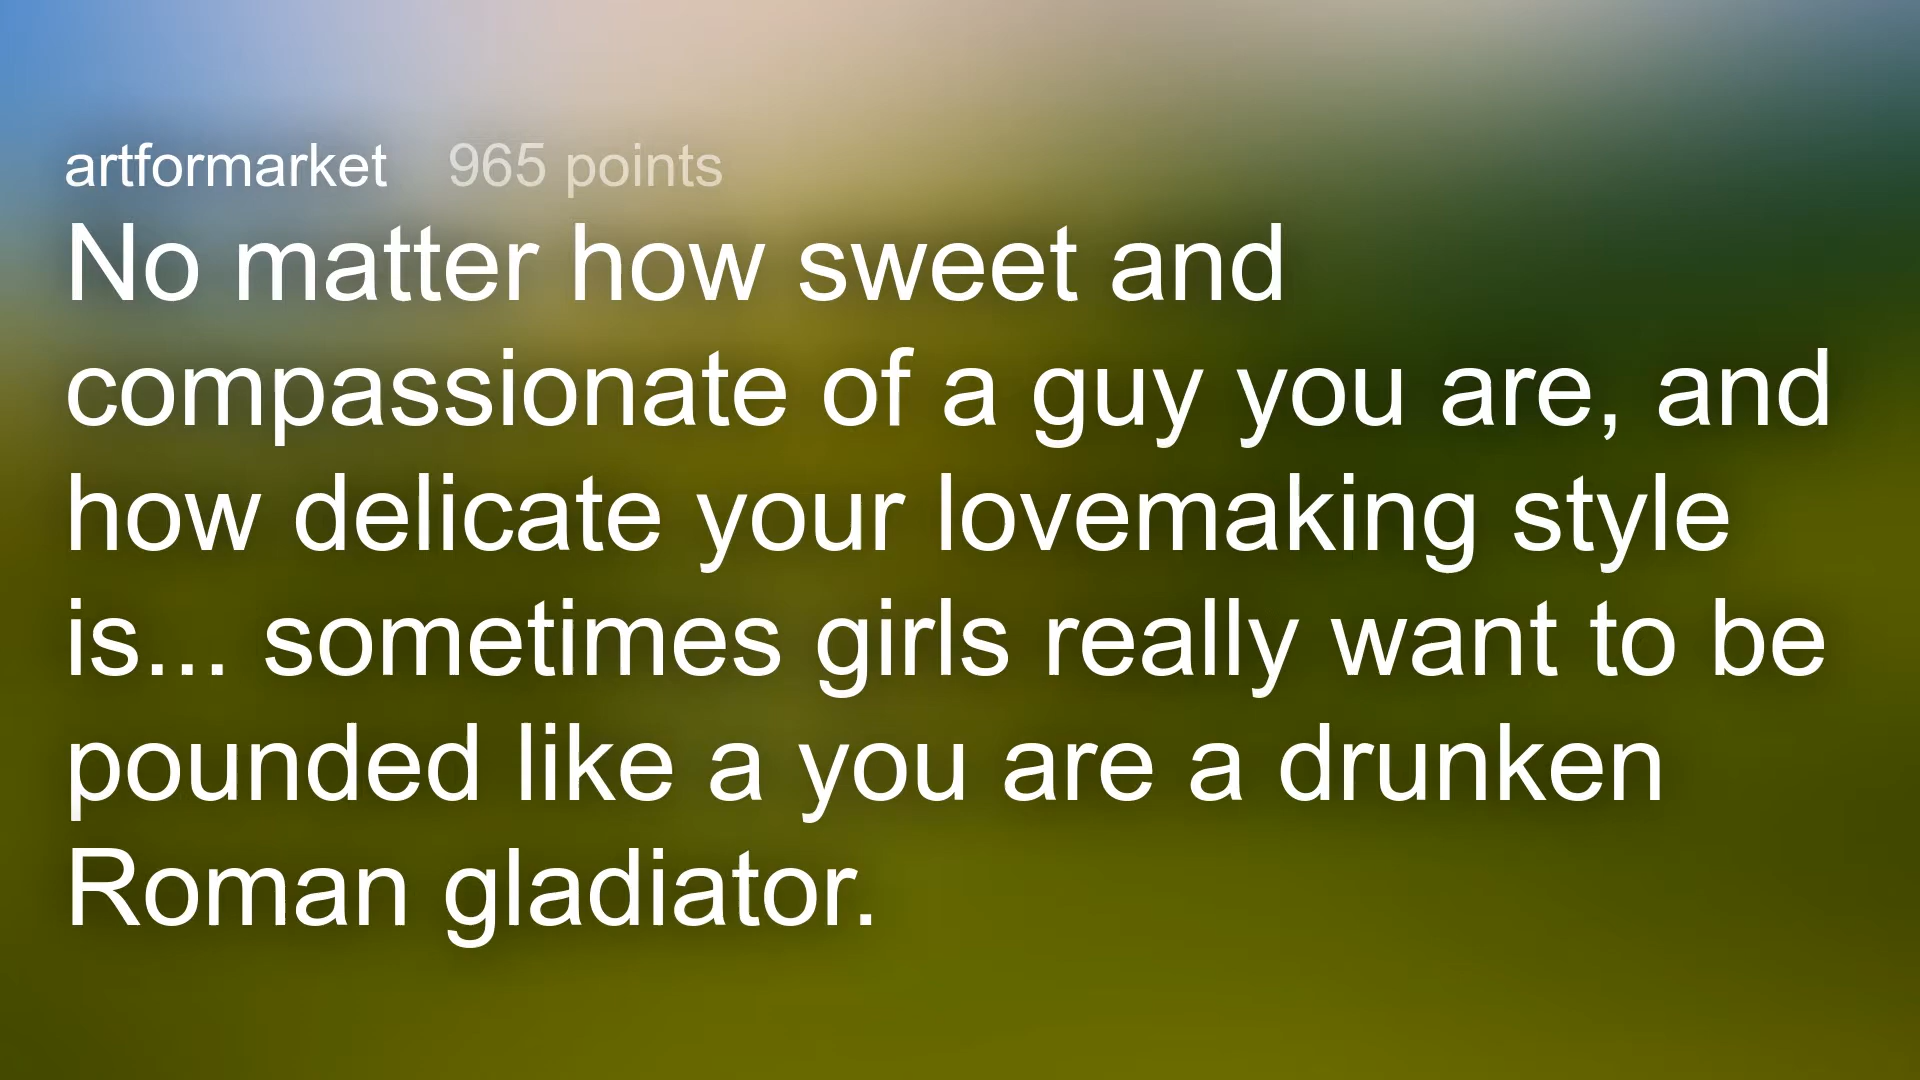 artformarket 965 points
No matter how sweet and
compassionate of a guy you are, and
how delicate your lovemaking style
is... sometimes girls really want to be
pounded like a you are a drunken
Roman gladiator.